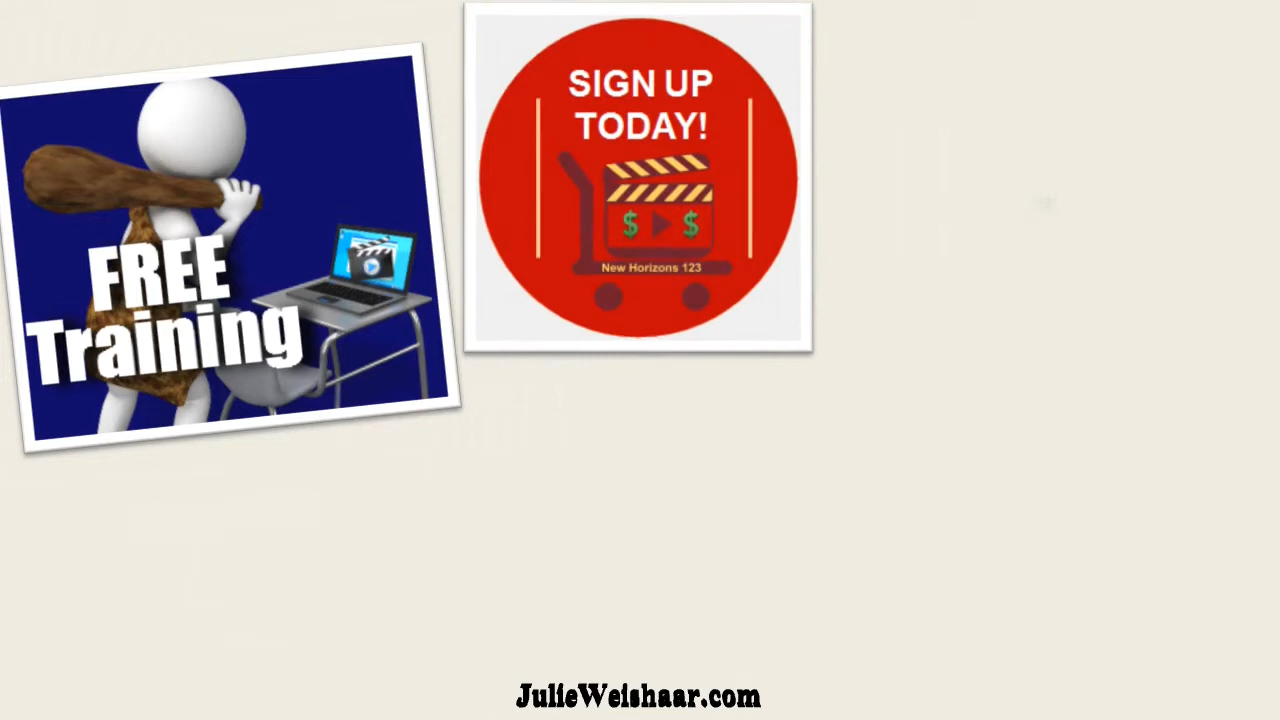 FREE
Training
SIGN UP
TODAY!
$ $
New Horizons 123
JulieWeishaar.com